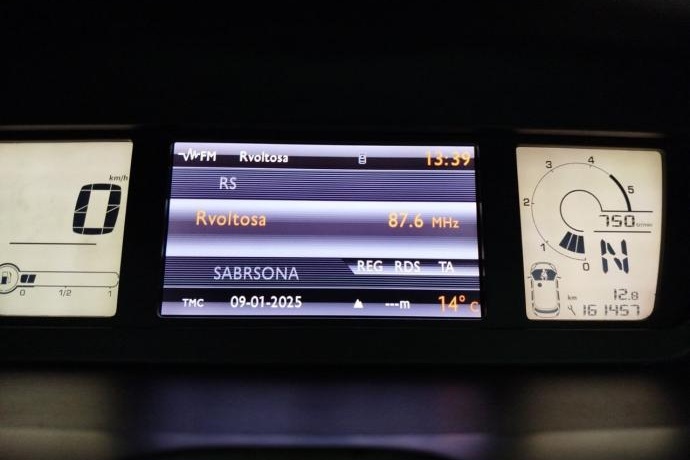 km/h
0
0 1/2 1
FM Rvoltosa 13:39
RS
Rvoltosa 87.6 MHz
SABRSONA REG RDS TA
TMC 09-01-2025 ---m 14° C
0 1 2 3 4 5
750
N
km 12.8
161457